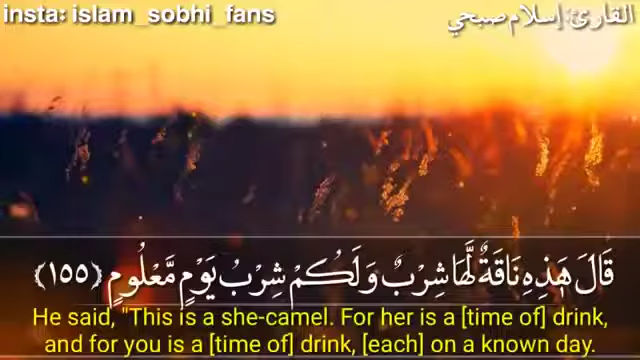 insta: islam_sobhi_fans
القارئ: إسلام صبحي
قَالَ هَٰذِهِ نَاقَةٌ لَّهَا شِرْبٌ وَلَكُمْ شِرْبُ يَوْمٍ مَّعْلُومٍ ﴿١٥٥﴾
He said, "This is a she-camel. For her is a [time of] drink,
and for you is a [time of] drink, [each] on a known day.